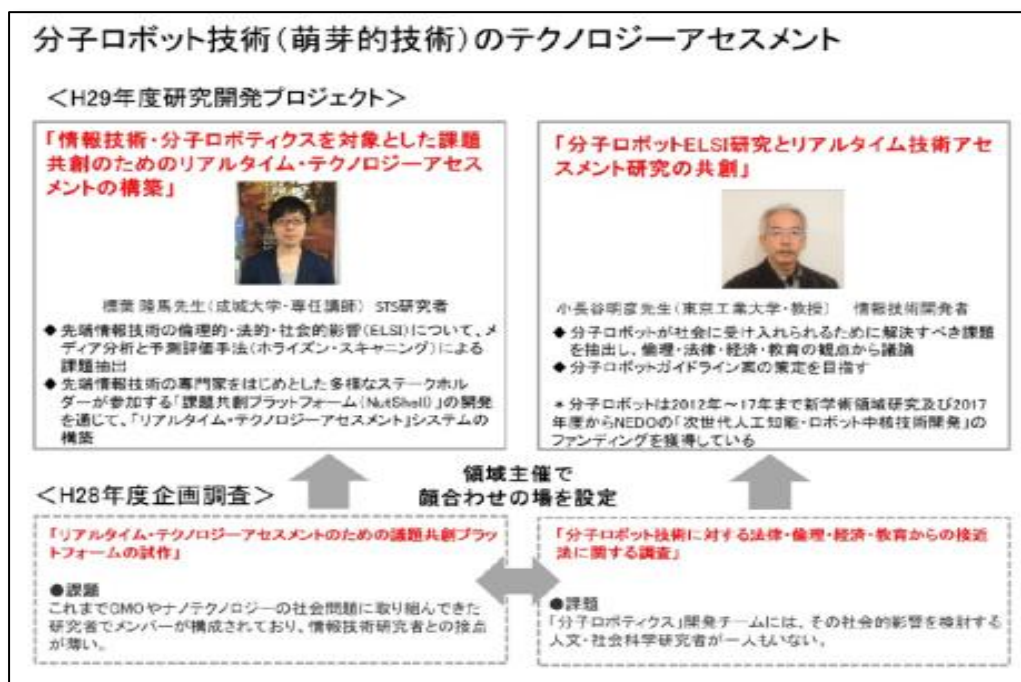 分子ロボット技術(萌芽的技術)のテクノロジーアセスメント
＜H29年度研究開発プロジェクト＞
「情報技術・分子ロボティクスを対象とした課題
共創のためのリアルタイム・テクノロジーアセス
メントの構築」
標葉 隆馬先生(成城大学・専任講師) STS研究者
◆ 先端情報技術の倫理的・法的・社会的影響(ELSI)について、メ
ディア分析と予測評価手法(ホライズン・スキャニング)による
課題抽出
◆ 先端情報技術の専門家をはじめとした多様なステークホル
ダーが参加する「課題共創プラットフォーム(NutShell)」の開発
を通じて、「リアルタイム・テクノロジーアセスメント」システムの
構築
「分子ロボットELSI研究とリアルタイム技術アセ
スメント研究の共創」
小長谷明彦先生(東京工業大学・教授) 情報技術開発者
◆ 分子ロボットが社会に受け入れられるために解決すべき課題
を抽出し、倫理・法律・経済・教育の観点から議論
◆ 分子ロボットガイドライン案の策定を目指す
＊ 分子ロボットは2012年～17年まで新学術領域研究及び2017
年度からNEDOの「次世代人工知能・ロボット中核技術開発」の
ファンディングを獲得している
領域主催で
顔合わせの場を設定
＜H28年度企画調査＞
「リアルタイム・テクノロジーアセスメントのための議題共創プラッ
トフォームの試作」
●課題
これまでGMOやナノテクノロジーの社会問題に取り組んできた
研究者でメンバーが構成されており、情報技術研究者との接点
が薄い。
「分子ロボット技術に対する法律・倫理・経済・教育からの接近
法に関する調査」
●課題
「分子ロボティクス」開発チームには、その社会的影響を検討する
人文・社会科学研究者が一人もいない。